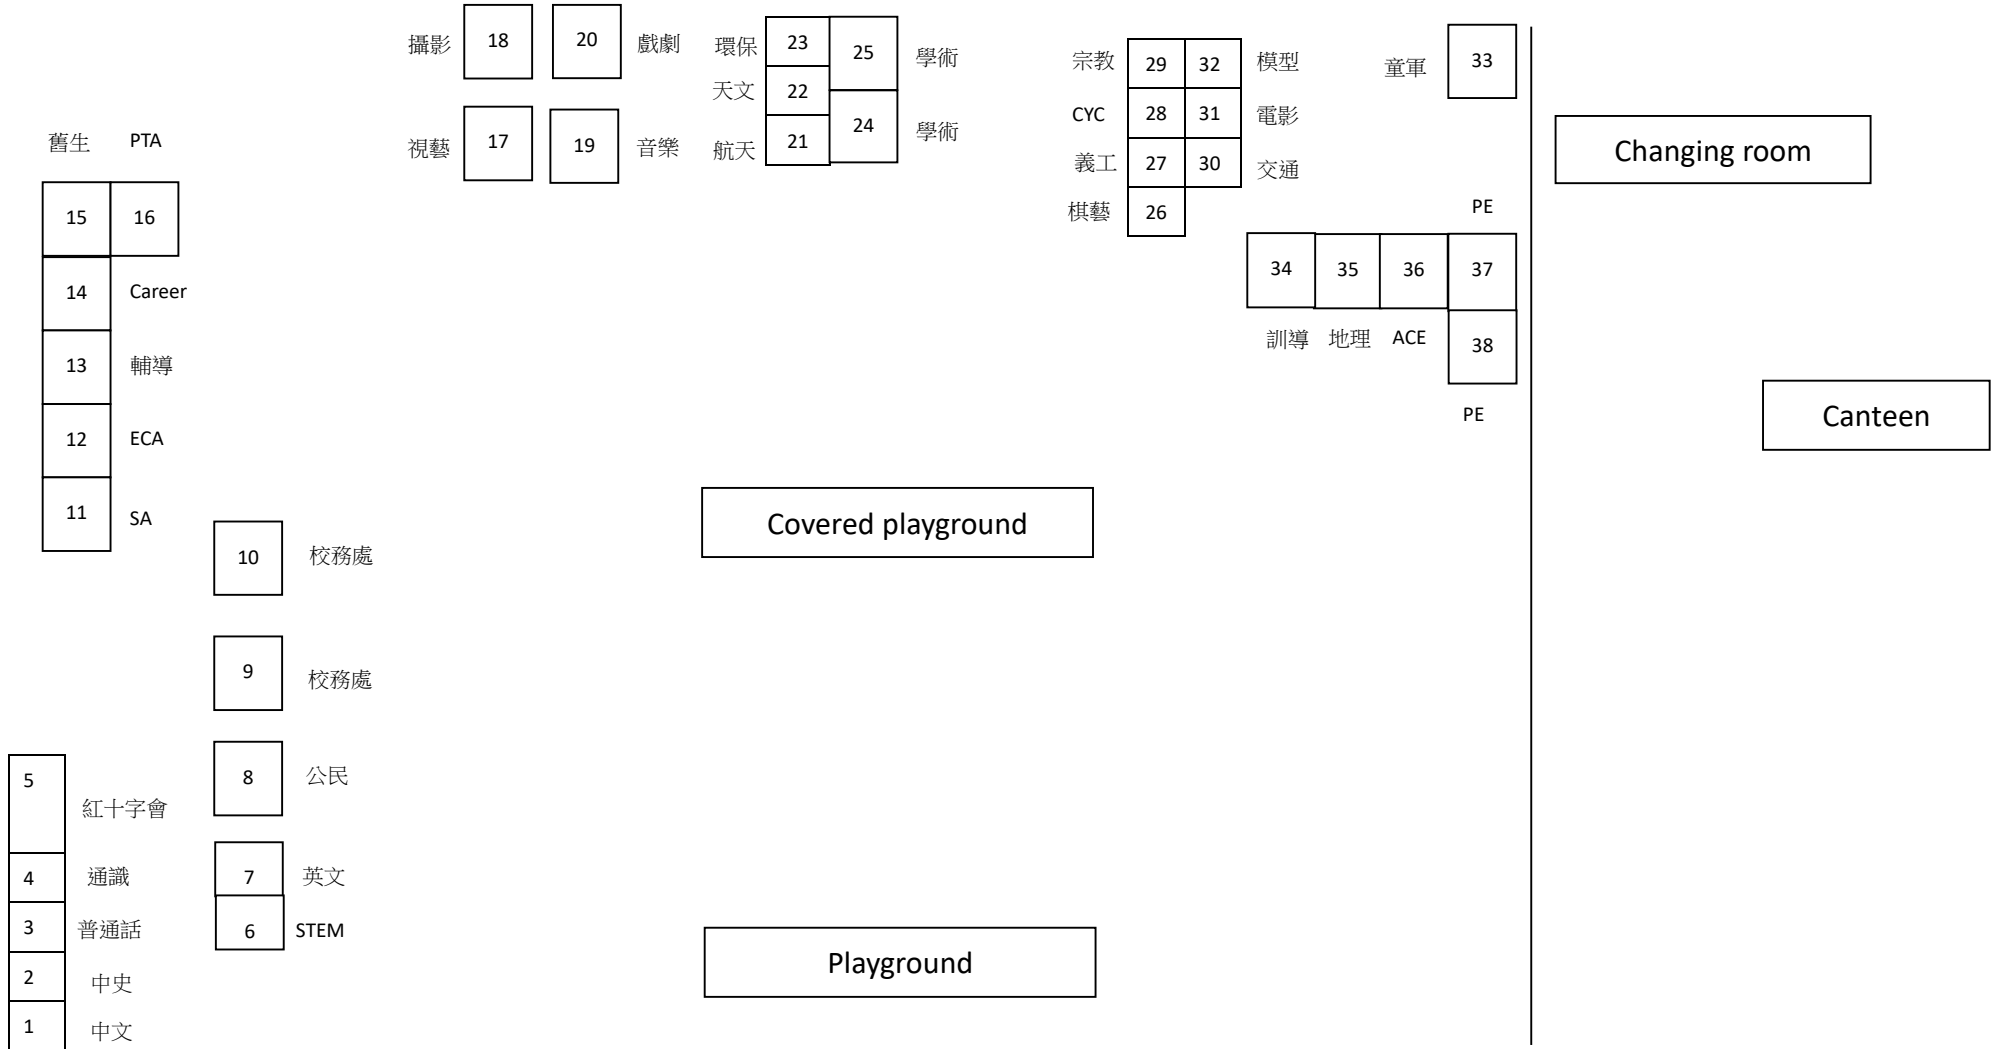 攝影 18 20 戲劇
環保 23 25 學術
天文 22
航天 21 24 學術
視藝 17 19 音樂
宗教 29 32 模型
CYC 28 31 電影
義工 27 30 交通
棋藝 26
童軍 33
Changing room
舊生 PTA
15 16
14 Career
13 輔導
12 ECA
11 SA
PE
34 35 36 37
訓導 地理 ACE 38
PE
Canteen
Covered playground
10 校務處
9 校務處
8 公民
7 英文
6 STEM
5 紅十字會
4 通識
3 普通話
2 中史
1 中文
Playground